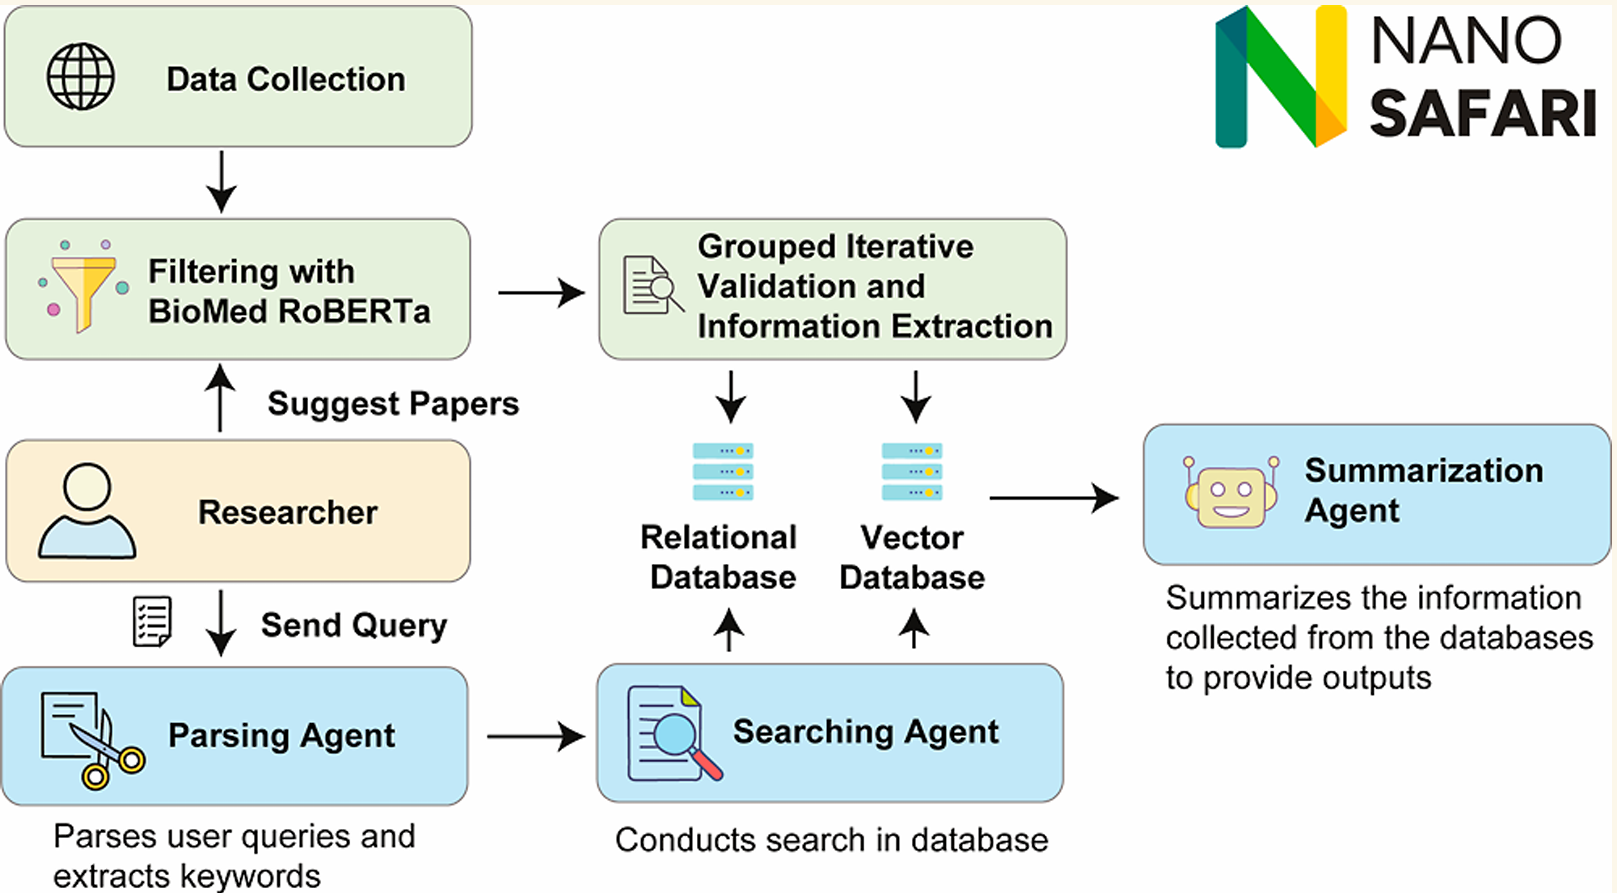 Data Collection
NANO
SAFARI
Filtering with
BioMed RoBERTa
Grouped Iterative
Validation and
Information Extraction
Suggest Papers
Researcher
Relational
Database
Vector
Database
Summarization
Agent
Summarizes the information
collected from the databases
to provide outputs
Send Query
Parsing Agent
Searching Agent
Parses user queries and
extracts keywords
Conducts search in database